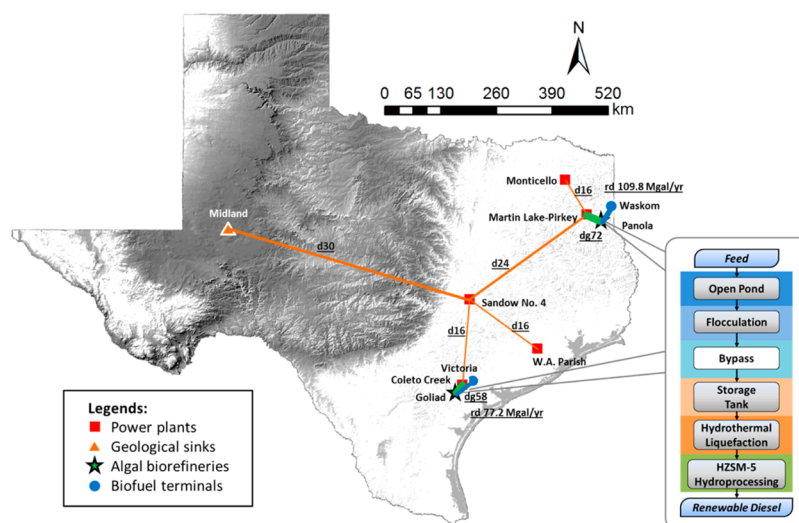 N
0 65 130 260 390 520
km
Monticello
d16
rd 109.8 Mgal/yr
Waskom
Martin Lake-Pirkey
Panola
dg72
Midland
d30
d24
Sandow No. 4
d16
d16
W.A. Parish
Victoria
Coleto Creek
Goliad
dg58
rd 77.2 Mgal/yr
Legends:
Power plants
Geological sinks
Algal biorefineries
Biofuel terminals
Feed
Open Pond
Flocculation
Bypass
Storage
Tank
Hydrothermal
Liquefaction
HZSM-5
Hydroprocessing
Renewable Diesel